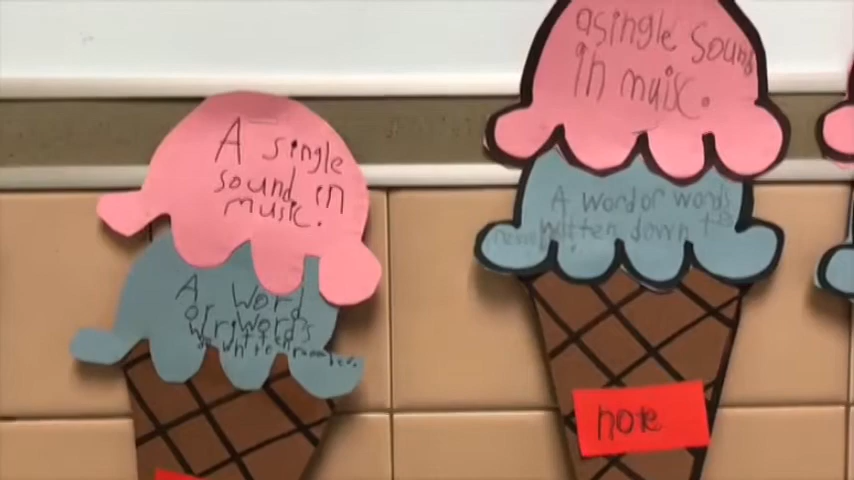 A single
sound in
music.
A word
or words
asingle sound
in music.
A word or words
written down
note